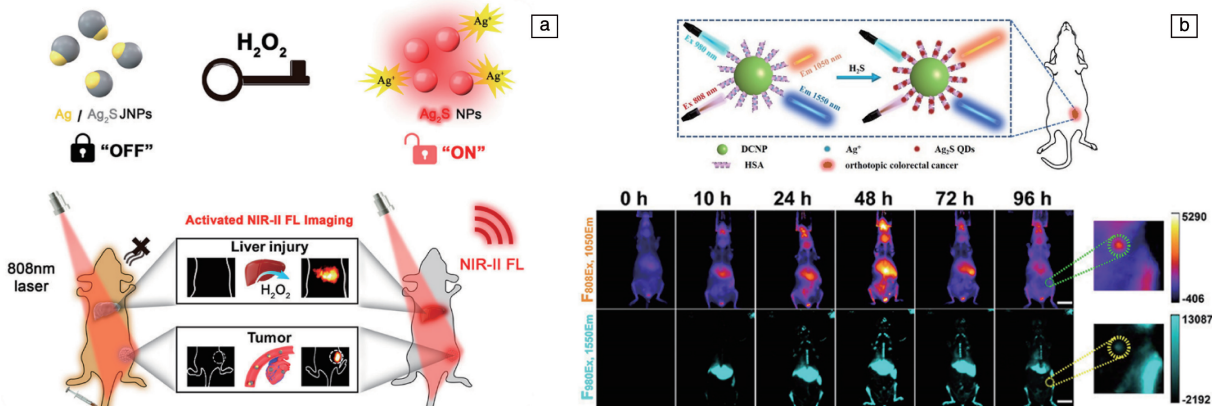 a
H2O2
Ag+
Ag+
Ag+
Ag / Ag2S JNPs
Ag2S NPs
"OFF"
"ON"
Activated NIR-II FL Imaging
Liver injury
H2O2
808nm
laser
NIR-II FL
Tumor
b
Ex 980 nm
Em 1050 nm
H2S
Ex 808 nm
Em 1550 nm
DCNP
Ag+
Ag2S QDs
HSA
orthotopic colorectal cancer
0 h
10 h
24 h
48 h
72 h
96 h
F808Ex, 1050Em
5290
-406
F980Ex, 1550Em
13087
-2192